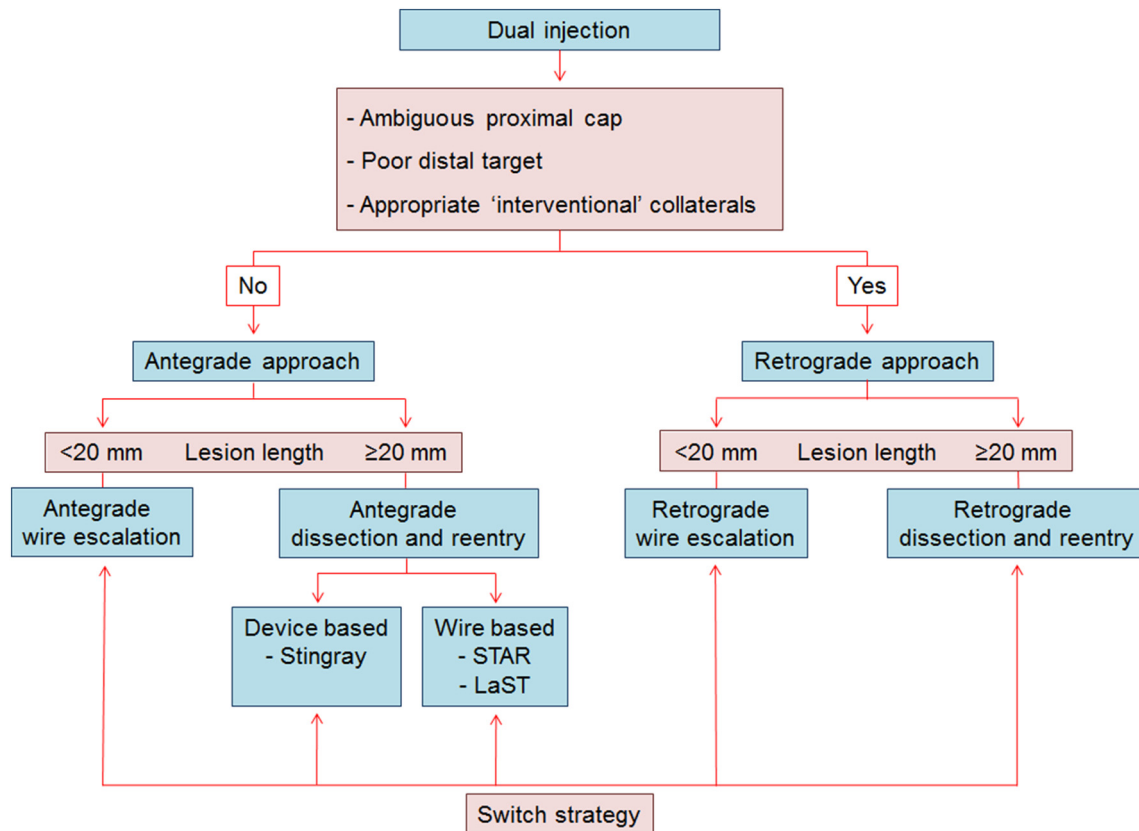 Dual injection
- Ambiguous proximal cap
- Poor distal target
- Appropriate ‘interventional’ collaterals
No
Yes
Antegrade approach
Retrograde approach
<20 mm Lesion length ≥20 mm
<20 mm Lesion length ≥20 mm
Antegrade
wire escalation
Antegrade
dissection and reentry
Retrograde
wire escalation
Retrograde
dissection and reentry
Device based
- Stingray
Wire based
- STAR
- LaST
Switch strategy